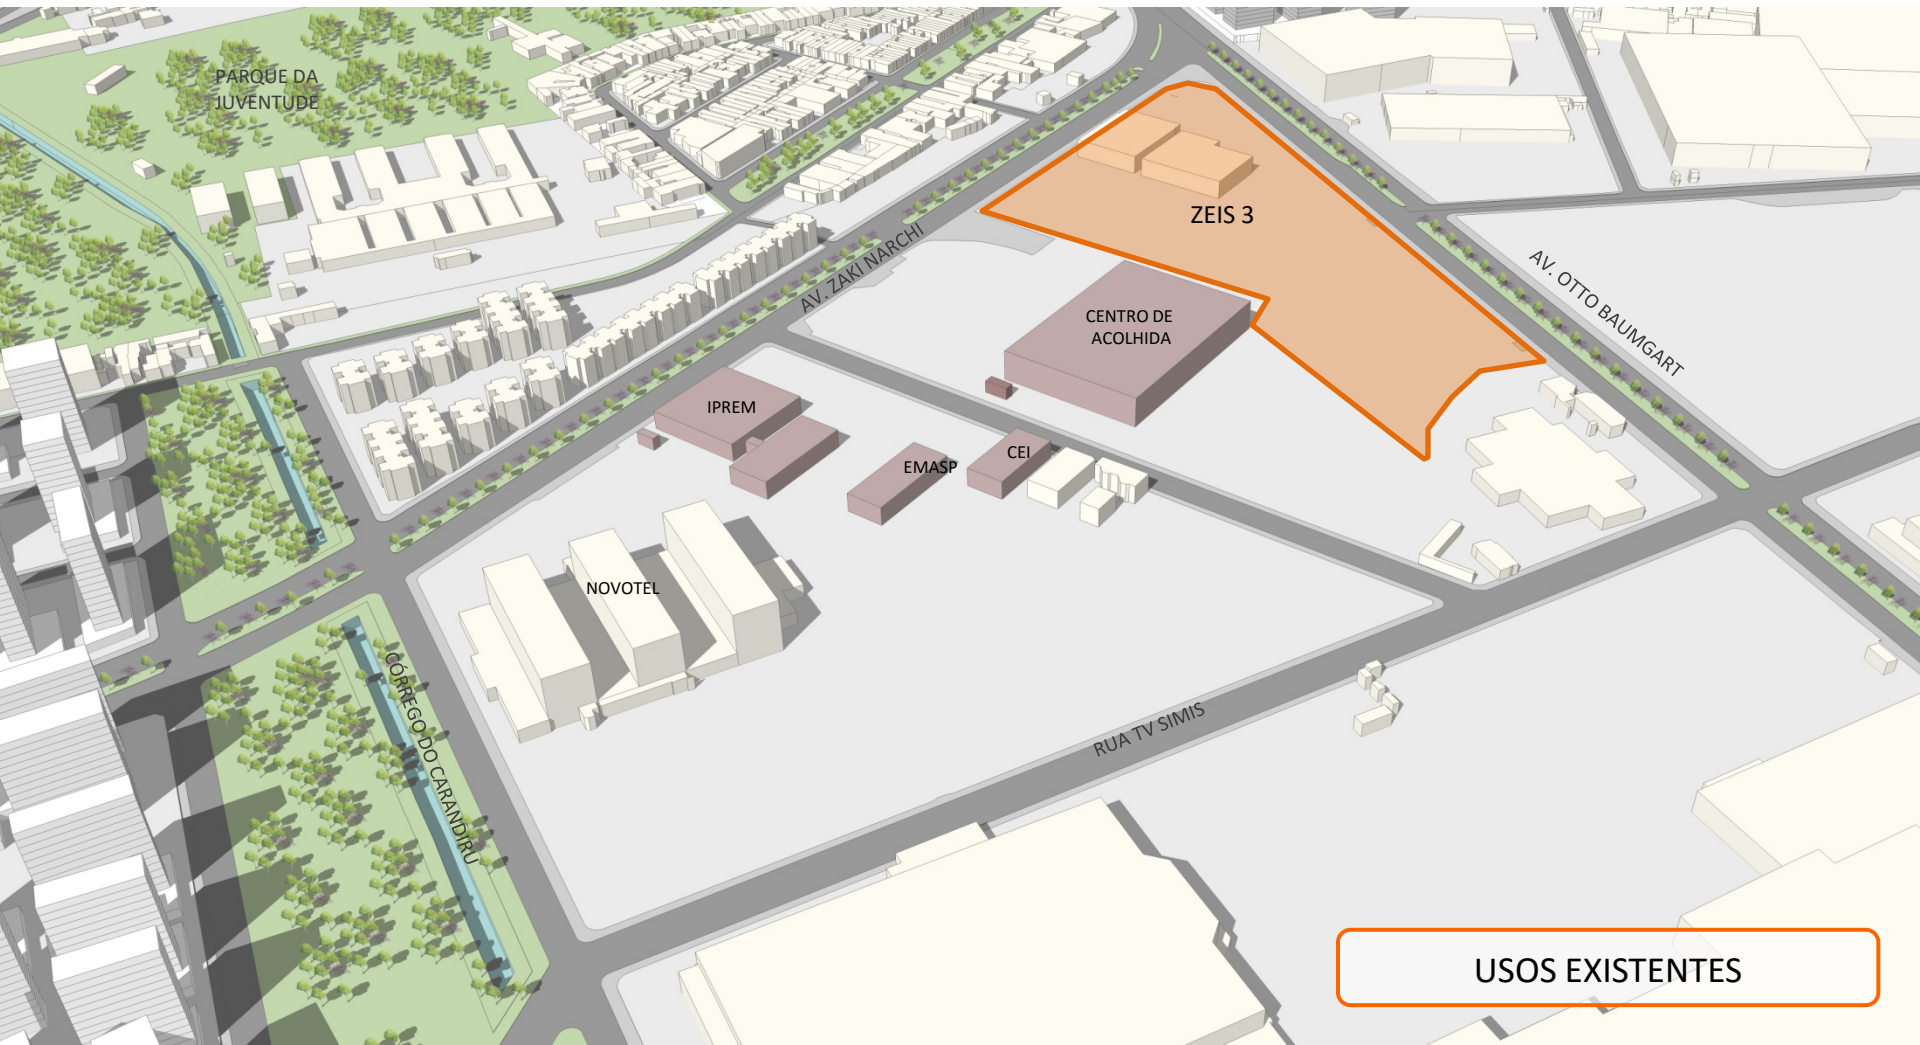 PARQUE DA
JUVENTUDE
ZEIS 3
AV. ZAKI NARCHI
AV. OTTO BAUMGART
CENTRO DE
ACOLHIDA
IPREM
CEI
EMASP
NOVOTEL
CÓRREGO DO CARANDIRU
RUA TV SIMIS
USOS EXISTENTES